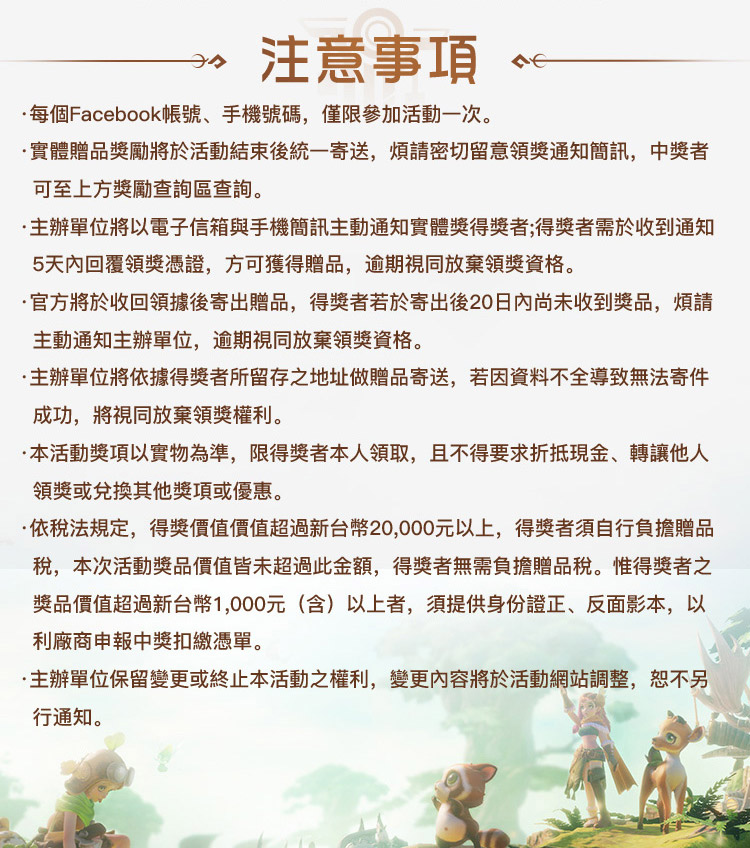 注意事項
·每個Facebook帳號、手機號碼，僅限參加活動一次。
·實體贈品獎勵將於活動結束後統一寄送，煩請密切留意領獎通知簡訊，中獎者
可至上方獎勵查詢區查詢。
·主辦單位將以電子信箱與手機簡訊主動通知實體獎得獎者;得獎者需於收到通知
5天內回覆領獎憑證，方可獲得贈品，逾期視同放棄領獎資格。
·官方將於收回領據後寄出贈品，得獎者若於寄出後20日內尚未收到獎品，煩請
主動通知主辦單位，逾期視同放棄領獎資格。
·主辦單位將依據得獎者所留存之地址做贈品寄送，若因資料不全導致無法寄件
成功，將視同放棄領獎權利。
·本活動獎項以實物為準，限得獎者本人領取，且不得要求折抵現金、轉讓他人
領獎或兌換其他獎項或優惠。
·依稅法規定，得獎價值價值超過新台幣20,000元以上，得獎者須自行負擔贈品
稅，本次活動獎品價值皆未超過此金額，得獎者無需負擔贈品稅。惟得獎者之
獎品價值超過新台幣1,000元（含）以上者，須提供身份證正、反面影本，以
利廠商申報中獎扣繳憑單。
·主辦單位保留變更或終止本活動之權利，變更內容將於活動網站調整，恕不另
行通知。